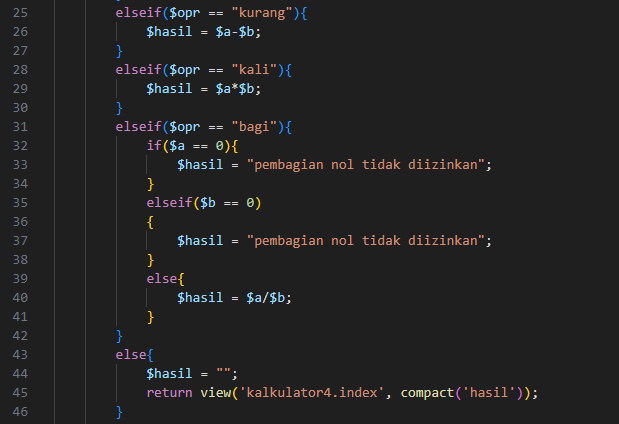 25 elseif($opr == "kurang"){
26 $hasil = $a-$b;
27 }
28 elseif($opr == "kali"){
29 $hasil = $a*$b;
30 }
31 elseif($opr == "bagi"){
32 if($a == 0){
33 $hasil = "pembagian nol tidak diizinkan";
34 }
35 elseif($b == 0)
36 {
37 $hasil = "pembagian nol tidak diizinkan";
38 }
39 else{
40 $hasil = $a/$b;
41 }
42 }
43 else{
44 $hasil = "";
45 return view('kalkulator4.index', compact('hasil'));
46 }